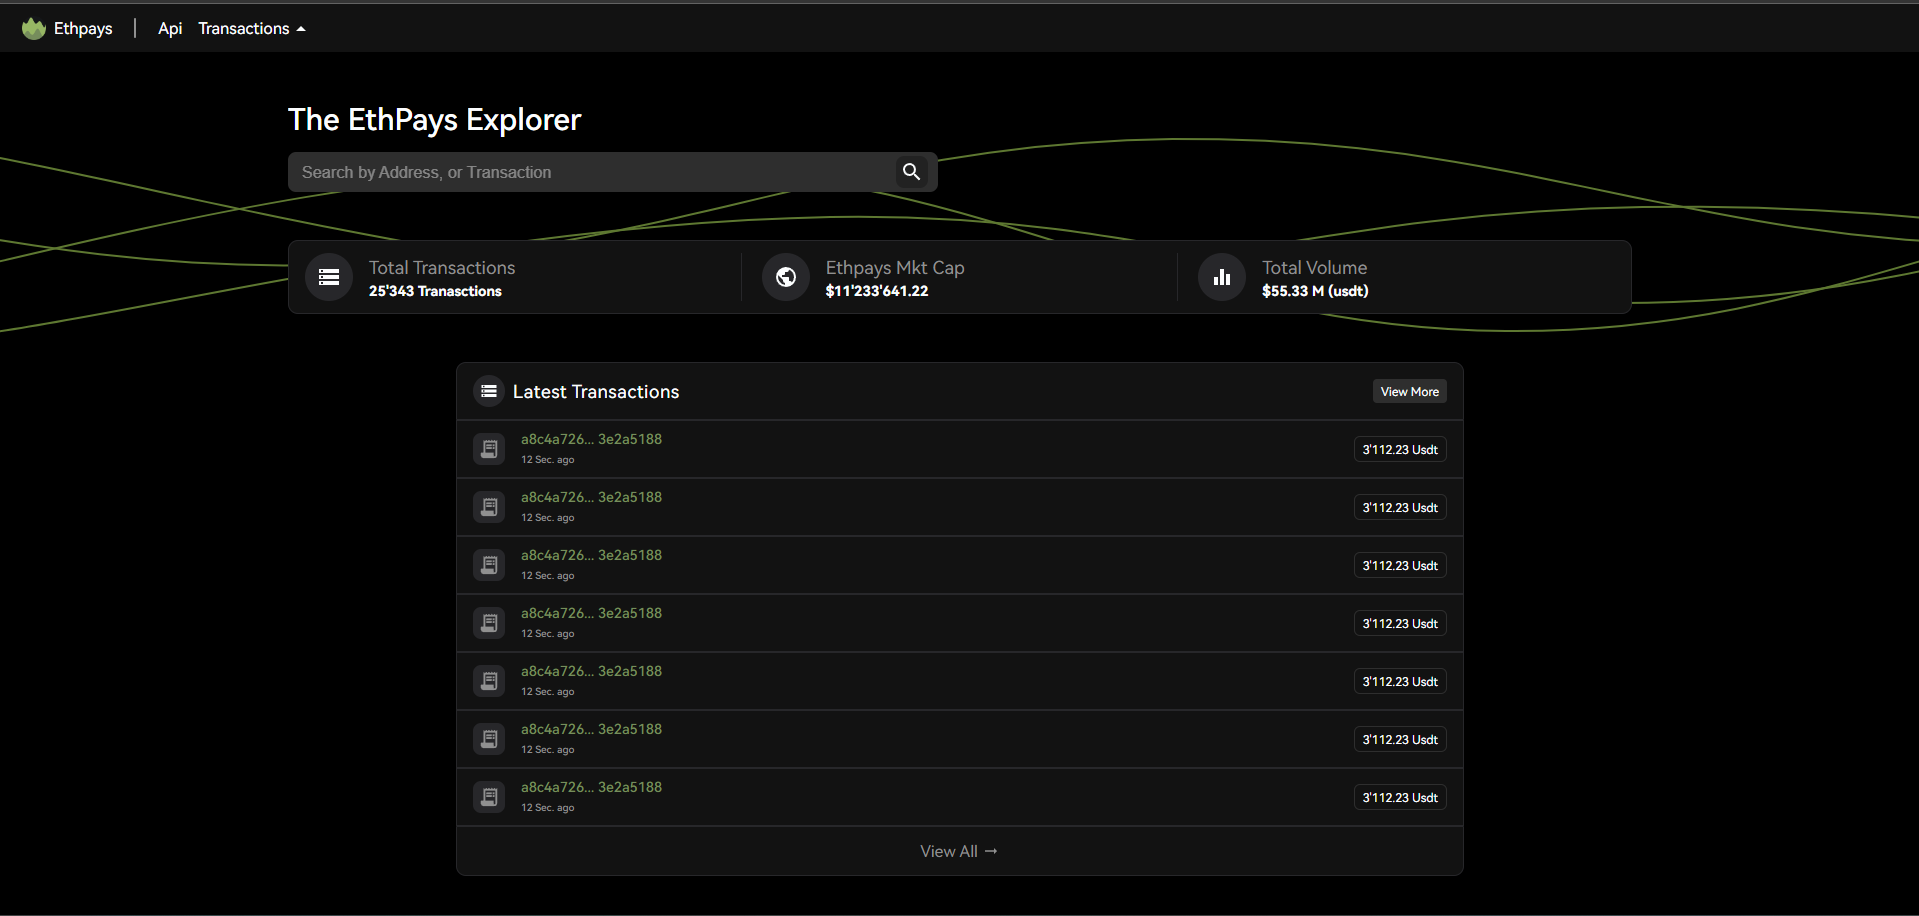 Ethpays | Api Transactions
The EthPays Explorer
Search by Address, or Transaction
Total Transactions
25'343 Tranasctions
Ethpays Mkt Cap
$11'233'641.22
Total Volume
$55.33 M (usdt)
Latest Transactions
View More
a8c4a726... 3e2a5188
12 Sec. ago
3'112.23 Usdt
a8c4a726... 3e2a5188
12 Sec. ago
3'112.23 Usdt
a8c4a726... 3e2a5188
12 Sec. ago
3'112.23 Usdt
a8c4a726... 3e2a5188
12 Sec. ago
3'112.23 Usdt
a8c4a726... 3e2a5188
12 Sec. ago
3'112.23 Usdt
a8c4a726... 3e2a5188
12 Sec. ago
3'112.23 Usdt
a8c4a726... 3e2a5188
12 Sec. ago
3'112.23 Usdt
View All →